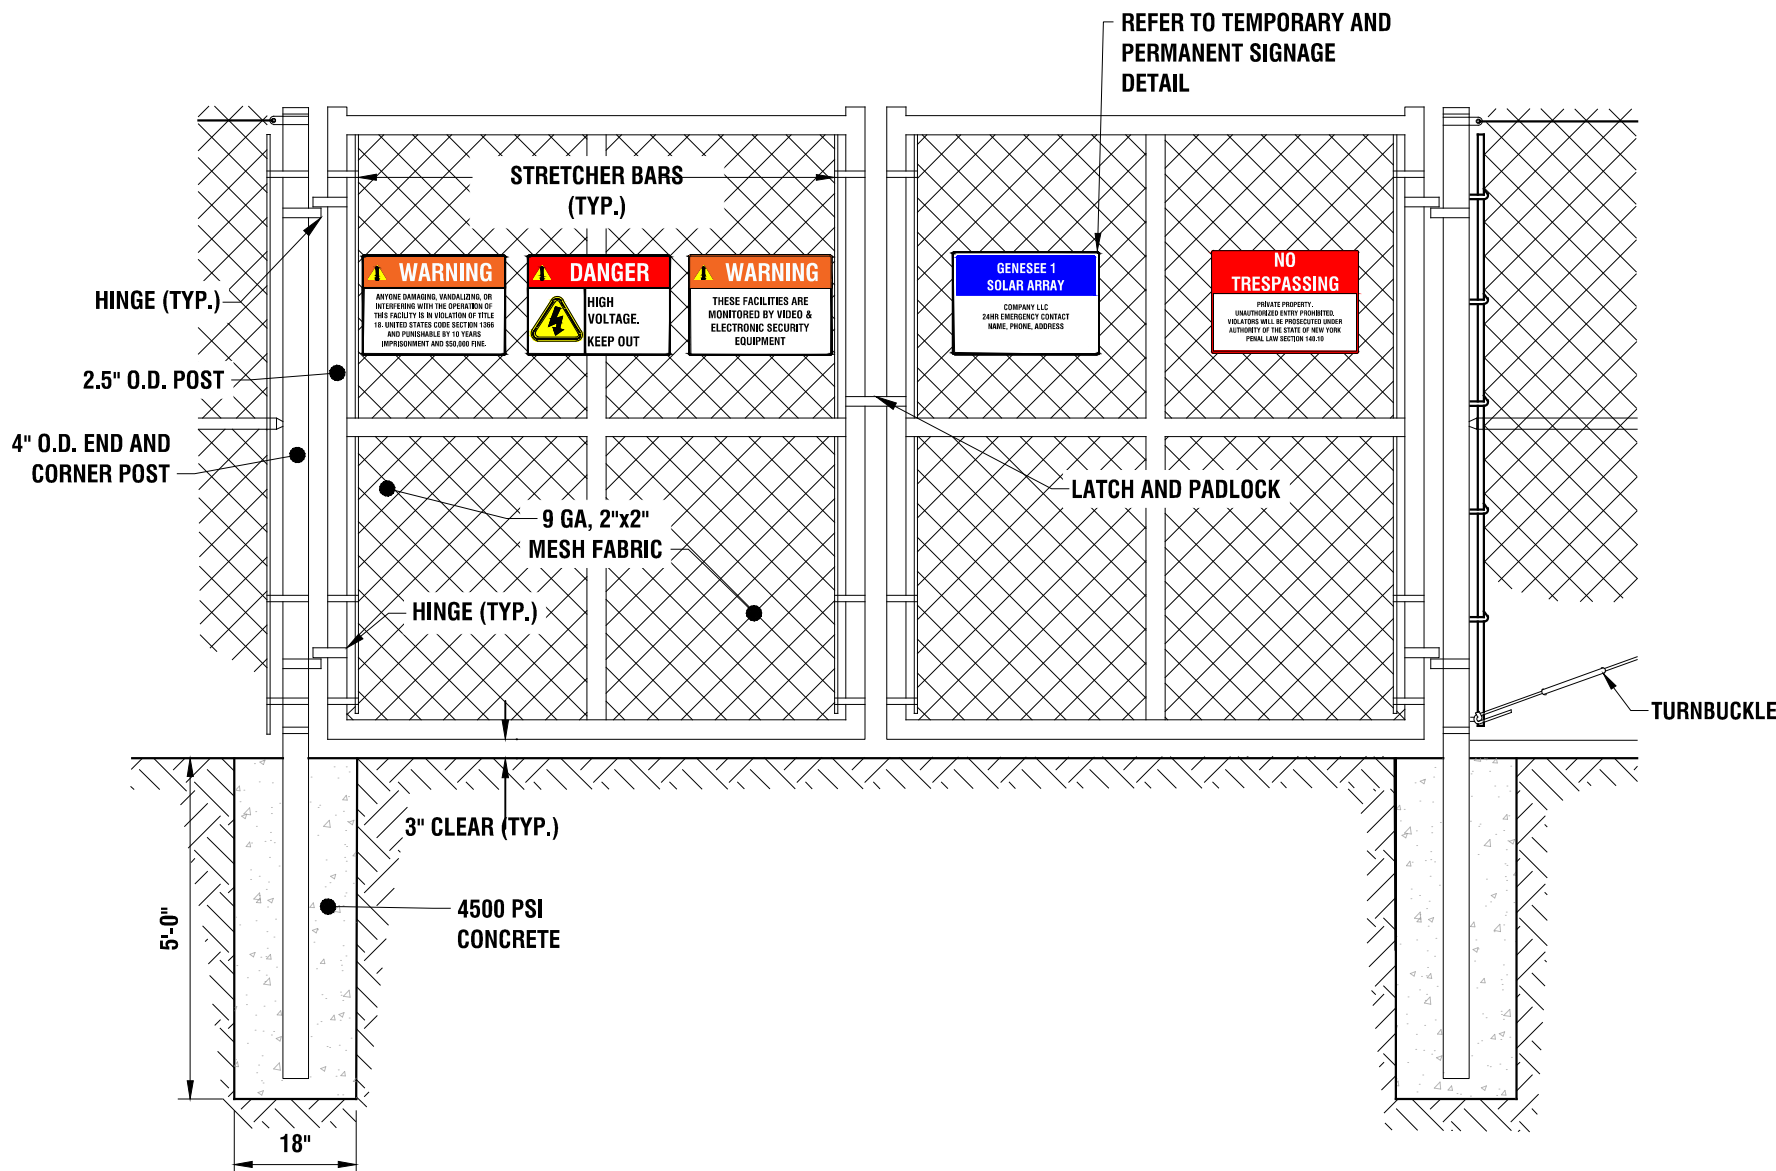 REFER TO TEMPORARY AND
PERMANENT SIGNAGE
DETAIL
STRETCHER BARS
(TYP.)
HINGE (TYP.)
WARNING
ANYONE DAMAGING, VANDALIZING, OR
INTERFERING WITH THE OPERATION OF
THIS FACILITY IS IN VIOLATION OF TITLE
18. UNITED STATES CODE SECTION 1366
AND PUNISHABLE BY 10 YEARS
IMPRISONMENT AND $50,000 FINE.
DANGER
HIGH
VOLTAGE.
KEEP OUT
WARNING
THESE FACILITIES ARE
MONITORED BY VIDEO &
ELECTRONIC SECURITY
EQUIPMENT
GENESEE 1
SOLAR ARRAY
COMPANY LLC
24HR EMERGENCY CONTACT
NAME, PHONE, ADDRESS
NO
TRESPASSING
PRIVATE PROPERTY.
UNAUTHORIZED ENTRY PROHIBITED.
VIOLATORS WILL BE PROSECUTED UNDER
AUTHORITY OF THE STATE OF NEW YORK
PENAL LAW SECTION 140.10
2.5" O.D. POST
4" O.D. END AND
CORNER POST
LATCH AND PADLOCK
9 GA, 2"x2"
MESH FABRIC
HINGE (TYP.)
TURNBUCKLE
3" CLEAR (TYP.)
4500 PSI
CONCRETE
5'-0"
18"